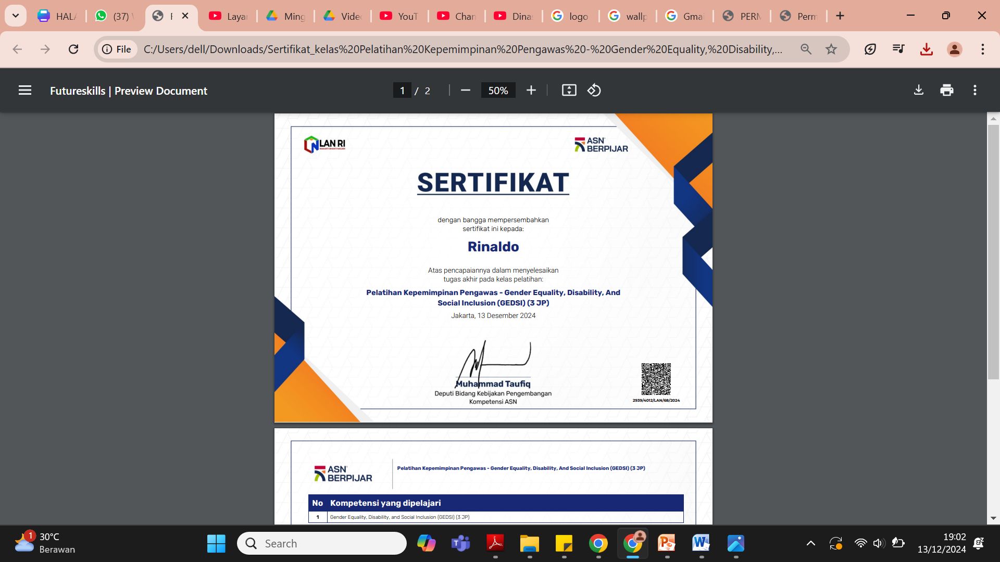 HAL
(37)
Layar
Ming
Vide
YouT
Chan
Dina
logo
wallp
Gmai
PERM
Perm
File
C:/Users/dell/Downloads/Sertifikat_kelas%20Pelatihan%20Kepemimpinan%20Pengawas%20-%20Gender%20Equality,%20Disability,...
Futureskills | Preview Document
1 / 2
50%
LAN RI
MAKARTI BHAKTI NAGARI
ASN
BERPIJAR
SERTIFIKAT
dengan bangga mempersembahkan
sertifikat ini kepada:
Rinaldo
Atas pencapaiannya dalam menyelesaikan
tugas akhir pada kelas pelatihan:
Pelatihan Kepemimpinan Pengawas - Gender Equality, Disability, And
Social Inclusion (GEDSI) (3 JP)
Jakarta, 13 Desember 2024
Muhammad Taufiq
Deputi Bidang Kebijakan Pengembangan
Kompetensi ASN
2939/4012/LAN/68/2024
ASN
BERPIJAR
Pelatihan Kepemimpinan Pengawas - Gender Equality, Disability, And Social Inclusion (GEDSI) (3 JP)
No Kompetensi yang dipelajari
1 Gender Equality, Disability, and Social Inclusion (GEDSI) (3 JP)
1
30°C
Berawan
Search
19:02
13/12/2024